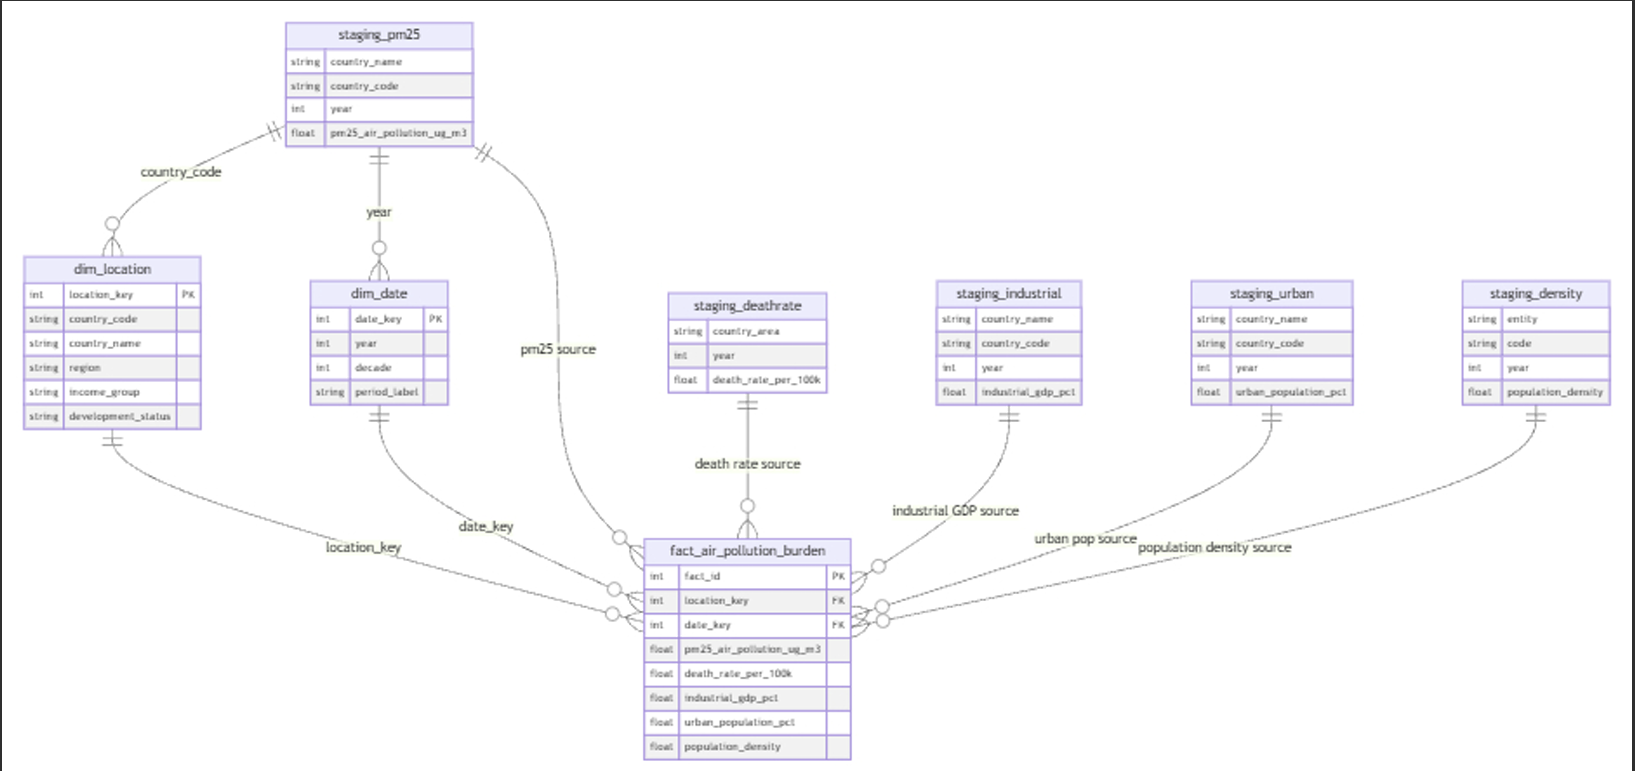 staging_pm25
string country_name
string country_code
int year
float pm25_air_pollution_ug_m3
country_code
year
pm25 source
dim_location
int location_key PK
string country_code
string country_name
string region
string income_group
string development_status
dim_date
int date_key PK
int year
int decade
string period_label
staging_deathrate
string country_area
int year
float death_rate_per_100k
staging_industrial
string country_name
string country_code
int year
float industrial_gdp_pct
staging_urban
string country_name
string country_code
int year
float urban_population_pct
staging_density
string entity
string code
int year
float population_density
location_key
date_key
death rate source
industrial GDP source
urban pop source
population density source
fact_air_pollution_burden
int fact_id PK
int location_key FK
int date_key FK
float pm25_air_pollution_ug_m3
float death_rate_per_100k
float industrial_gdp_pct
float urban_population_pct
float population_density